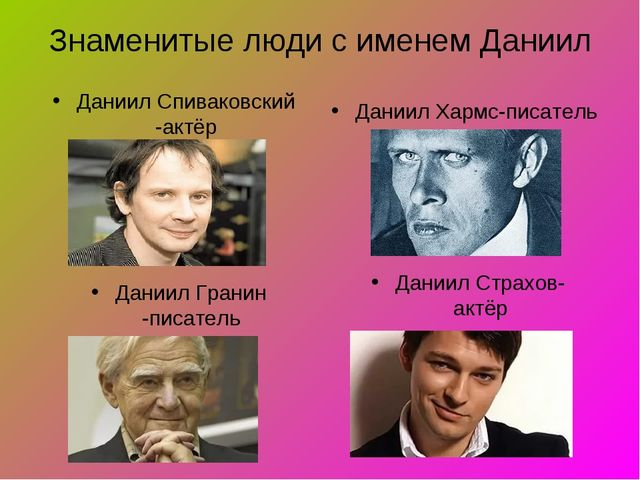 Знаменитые люди с именем Даниил
• Даниил Спиваковский
-актёр
• Даниил Хармс-писатель
• Даниил Гранин
-писатель
• Даниил Страхов-
актёр